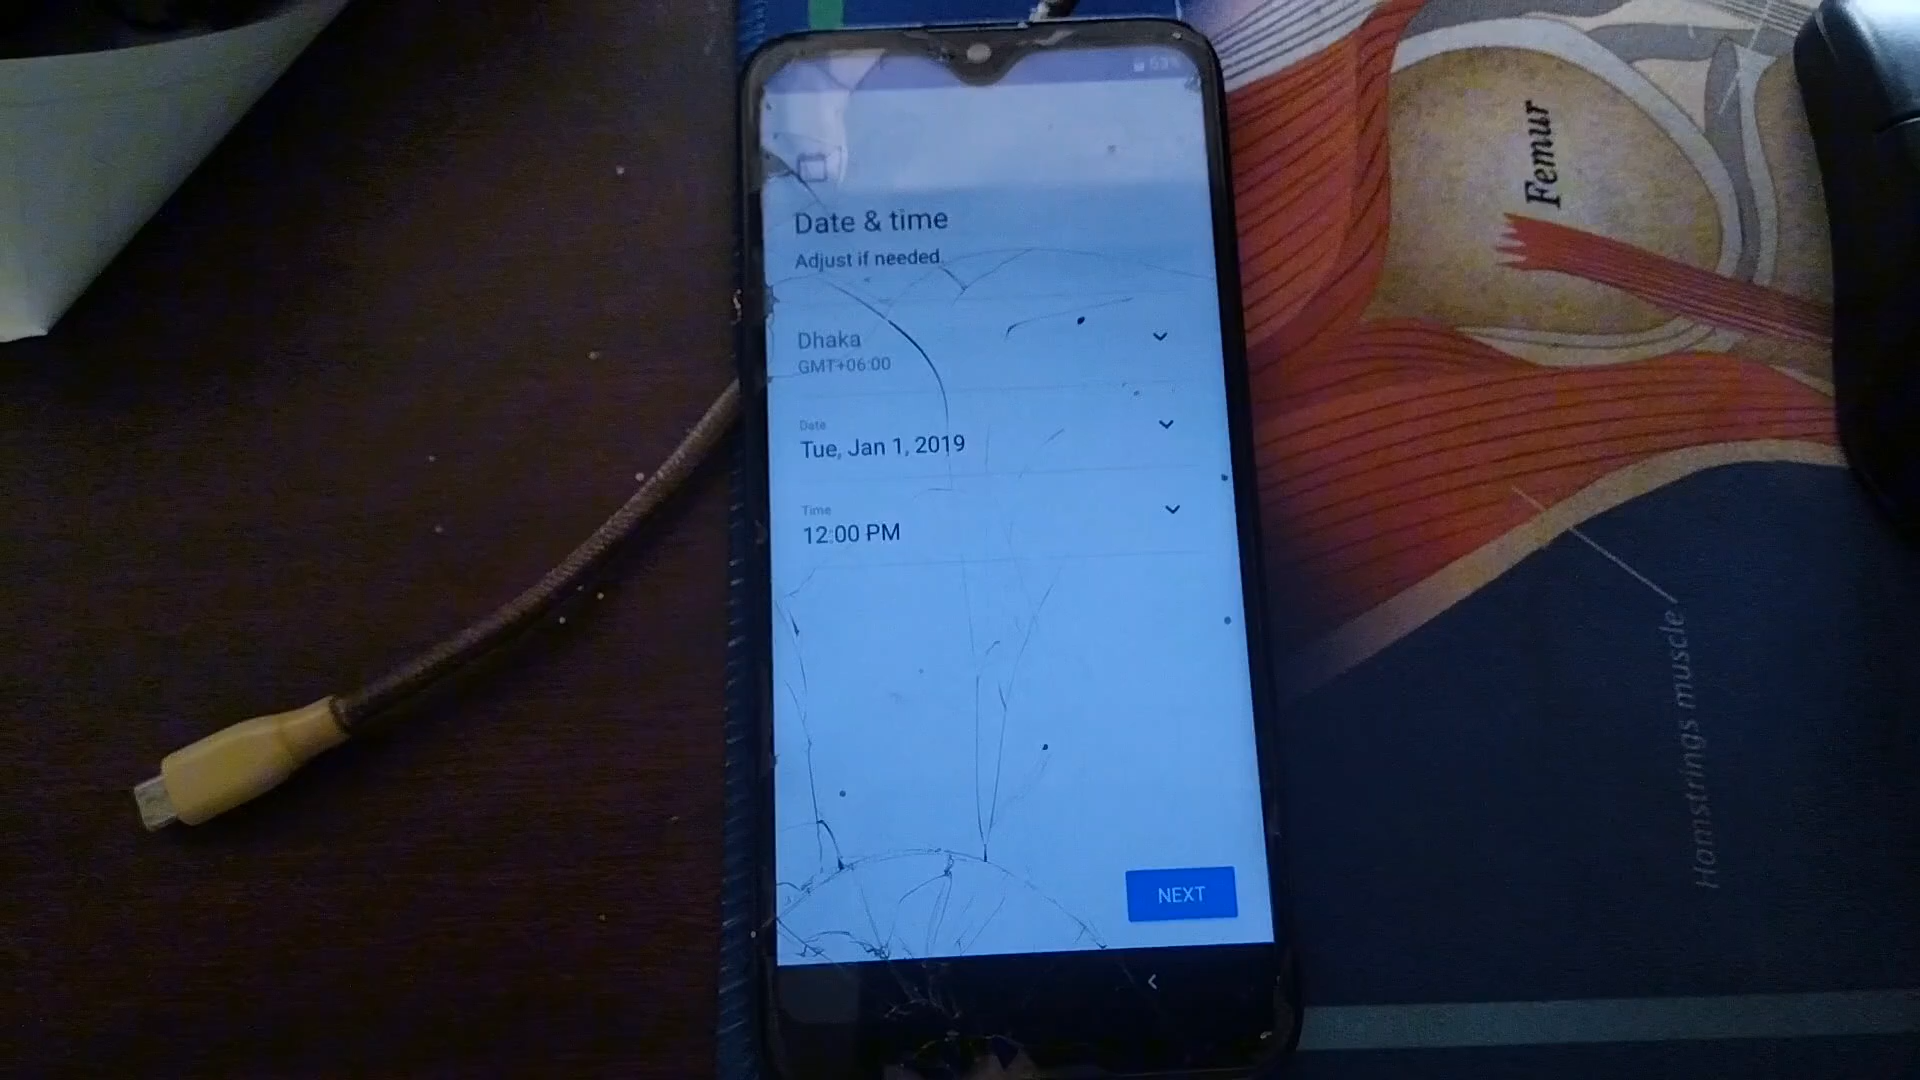 53%
Date & time
Adjust if needed.
Dhaka
GMT+06:00
Date
Tue, Jan 1, 2019
Time
12:00 PM
NEXT
Femur
Hamstrings muscle